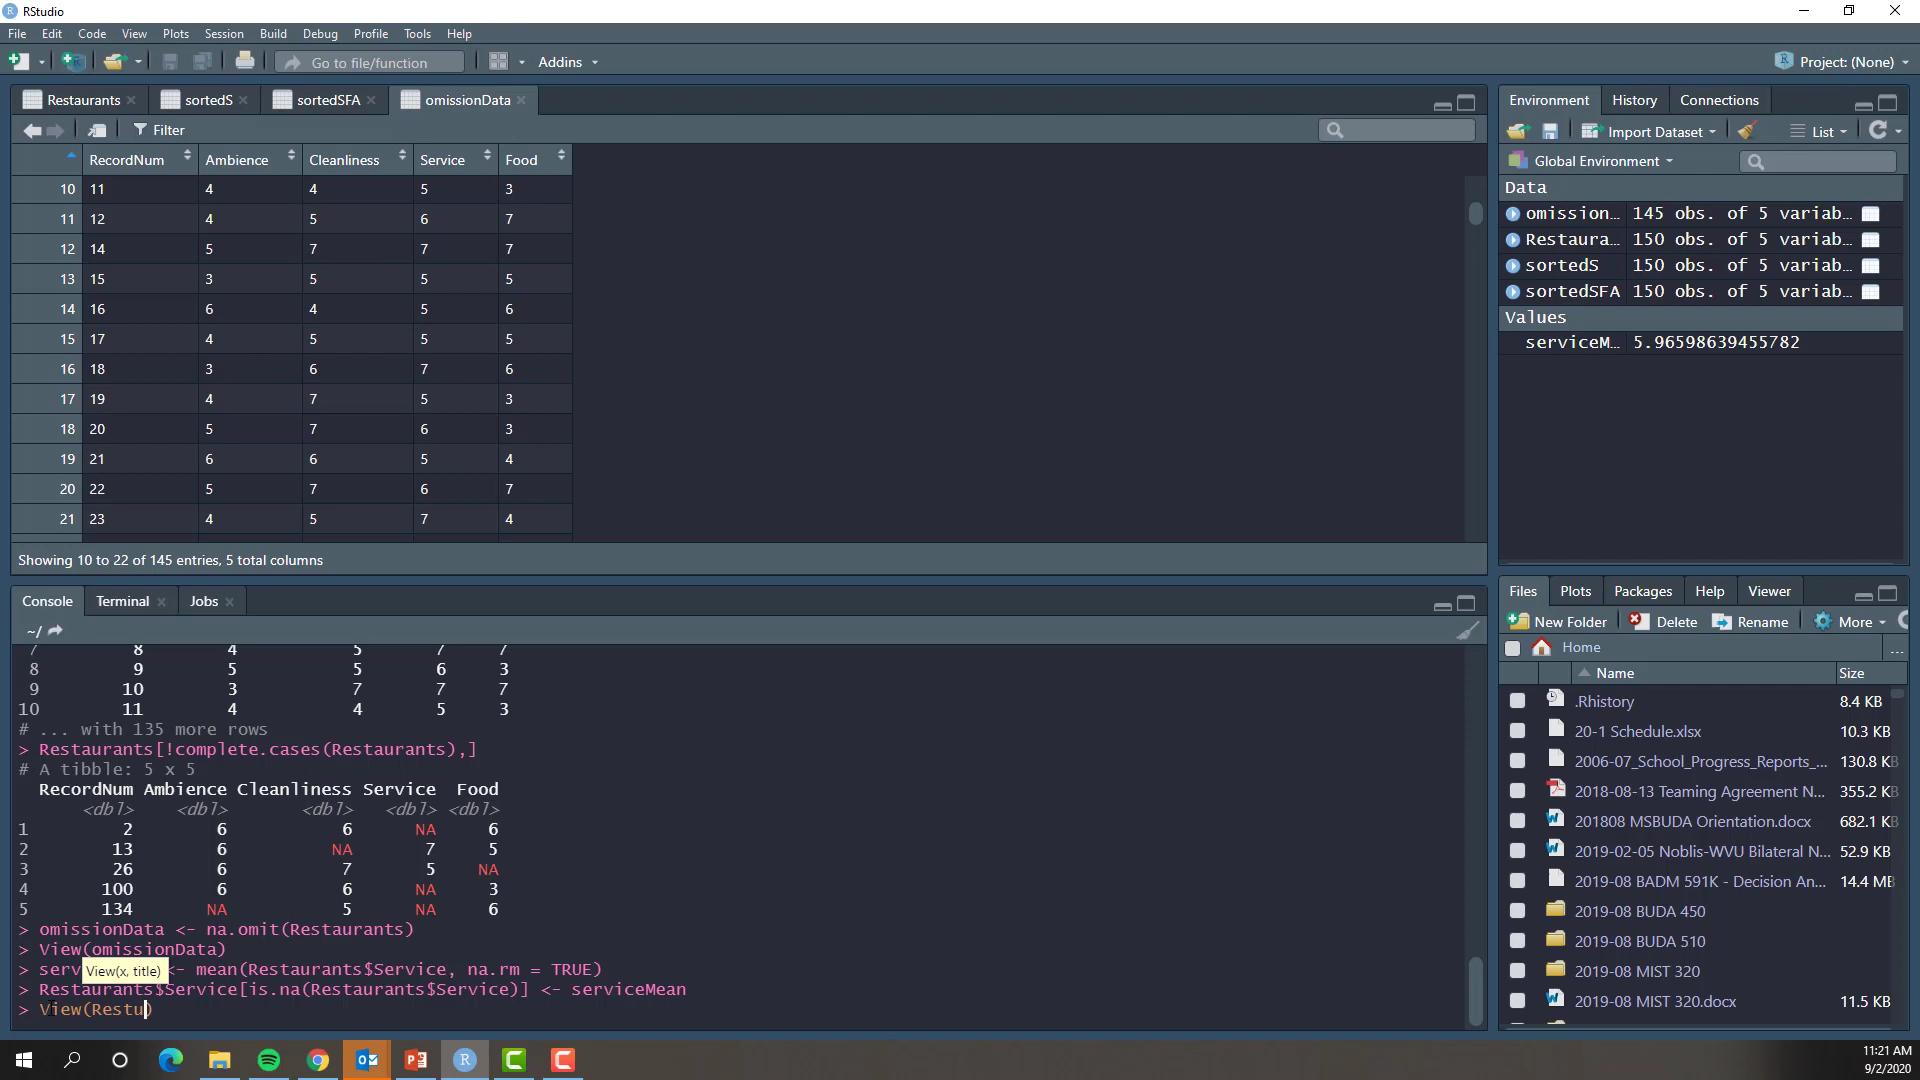 RStudio
File Edit Code View Plots Session Build Debug Profile Tools Help
Go to file/function Addins Project: (None)
Restaurants sortedS sortedSFA omissionData
Filter
RecordNum Ambience Cleanliness Service Food
10 11 4 4 5 3
11 12 4 5 6 7
12 14 5 7 7 7
13 15 3 5 5 5
14 16 6 4 5 6
15 17 4 5 5 5
16 18 3 6 7 6
17 19 4 7 5 3
18 20 5 7 6 3
19 21 6 6 5 4
20 22 5 7 6 7
21 23 4 5 7 4
Showing 10 to 22 of 145 entries, 5 total columns
Console Terminal Jobs
~/
7 8 4 5 7 7
8 9 5 5 6 3
9 10 3 7 7 7
10 11 4 4 5 3
# ... with 135 more rows
> Restaurants[!complete.cases(Restaurants),]
# A tibble: 5 x 5
RecordNum Ambience Cleanliness Service Food
<dbl> <dbl> <dbl> <dbl> <dbl>
1 2 6 6 NA 6
2 13 6 NA 7 5
3 26 6 7 5 NA
4 100 6 6 NA 3
5 134 NA 5 NA 6
> omissionData <- na.omit(Restaurants)
> View(omissionData)
> serv <- mean(Restaurants$Service, na.rm = TRUE)
View(x, title)
> Restaurants$Service[is.na(Restaurants$Service)] <- serviceMean
> View(Restu)
Environment History Connections
Import Dataset List
Global Environment
Data
omission… 145 obs. of 5 variab…
Restaura… 150 obs. of 5 variab…
sortedS 150 obs. of 5 variab…
sortedSFA 150 obs. of 5 variab…
Values
serviceM… 5.96598639455782
Files Plots Packages Help Viewer
New Folder Delete Rename More
Home ...
Name Size
.Rhistory 8.4 KB
20-1 Schedule.xlsx 10.3 KB
2006-07_School_Progress_Reports_... 130.8 KB
2018-08-13 Teaming Agreement N... 355.2 KB
201808 MSBUDA Orientation.docx 682.1 KB
2019-02-05 Noblis-WVU Bilateral N... 52.9 KB
2019-08 BADM 591K - Decision An... 14.4 MB
2019-08 BUDA 450
2019-08 BUDA 510
2019-08 MIST 320
2019-08 MIST 320.docx 11.5 KB
11:21 AM
9/2/2020